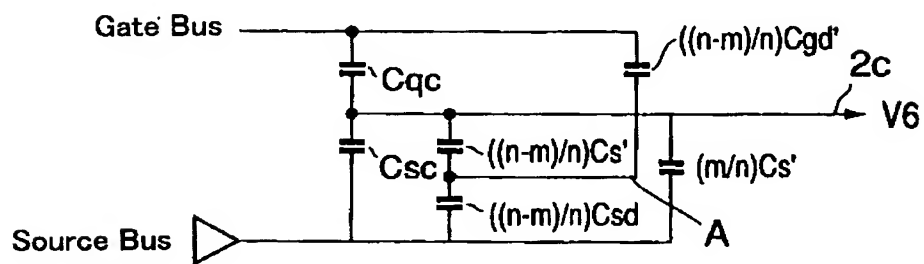 Gate Bus
((n-m)/n)Cgd'
Cqc
2c
V6
((n-m)/n)Cs'
Csc
(m/n)Cs'
((n-m)/n)Csd
A
Source Bus